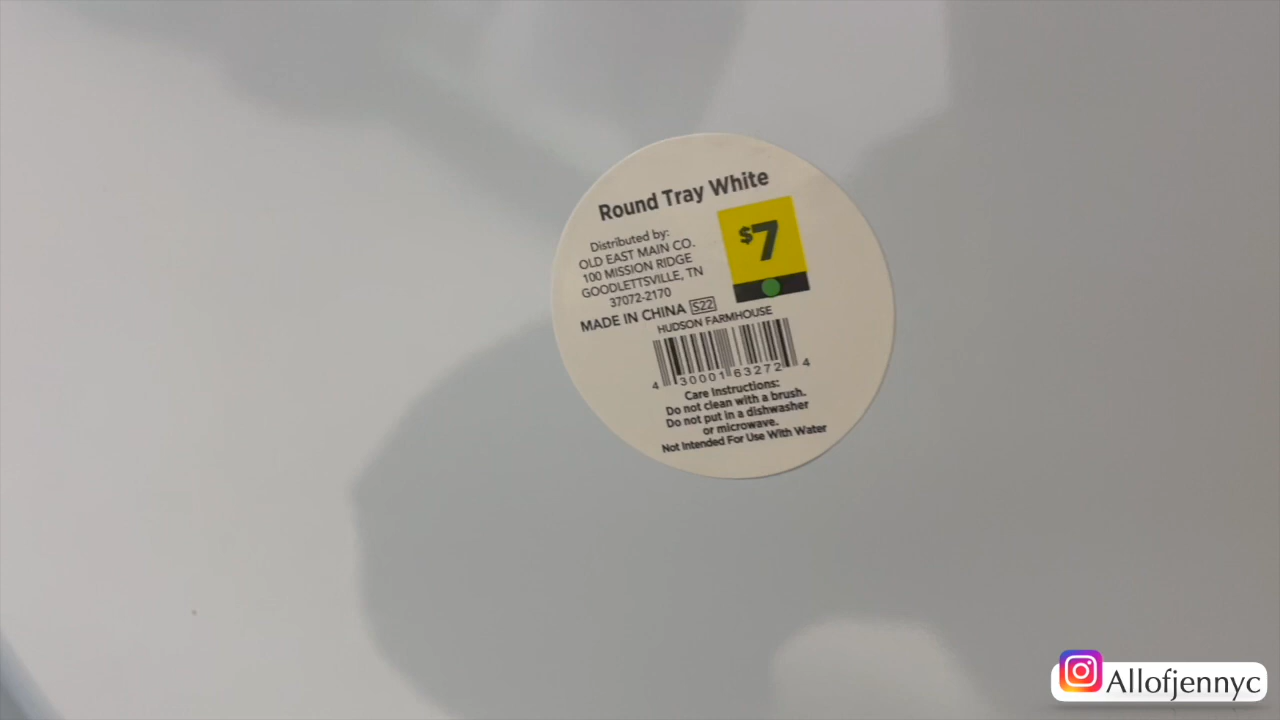 Round Tray White
$7
Distributed by:
OLD EAST MAIN CO.
100 MISSION RIDGE
GOODLETTSVILLE, TN
37072-2170
MADE IN CHINA S22
HUDSON FARMHOUSE
4 30001 63272 4
Care Instructions:
Do not clean with a brush.
Do not put in a dishwasher
or microwave.
Not Intended For Use With Water
Allofjennyc